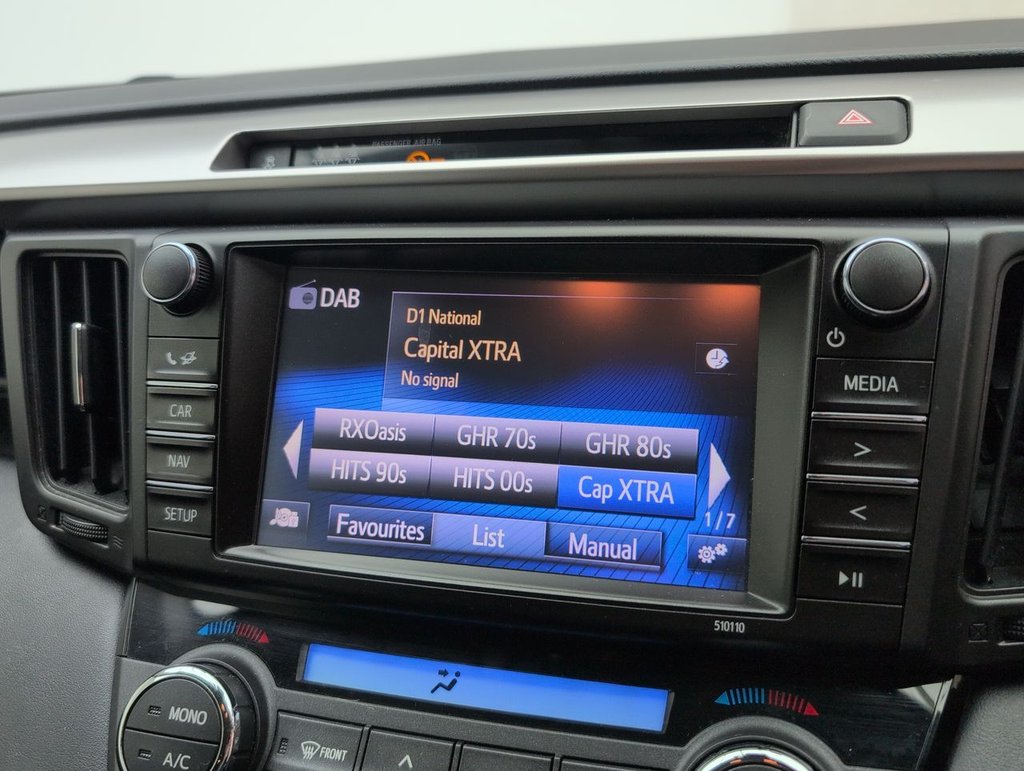 PASSENGER AIR BAG
DAB
D1 National
Capital XTRA
No signal
RXOasis GHR 70s GHR 80s
HITS 90s HITS 00s Cap XTRA
1/7
Favourites List Manual
CAR
NAV
SETUP
MEDIA
>
<
510110
MONO
A/C
FRONT